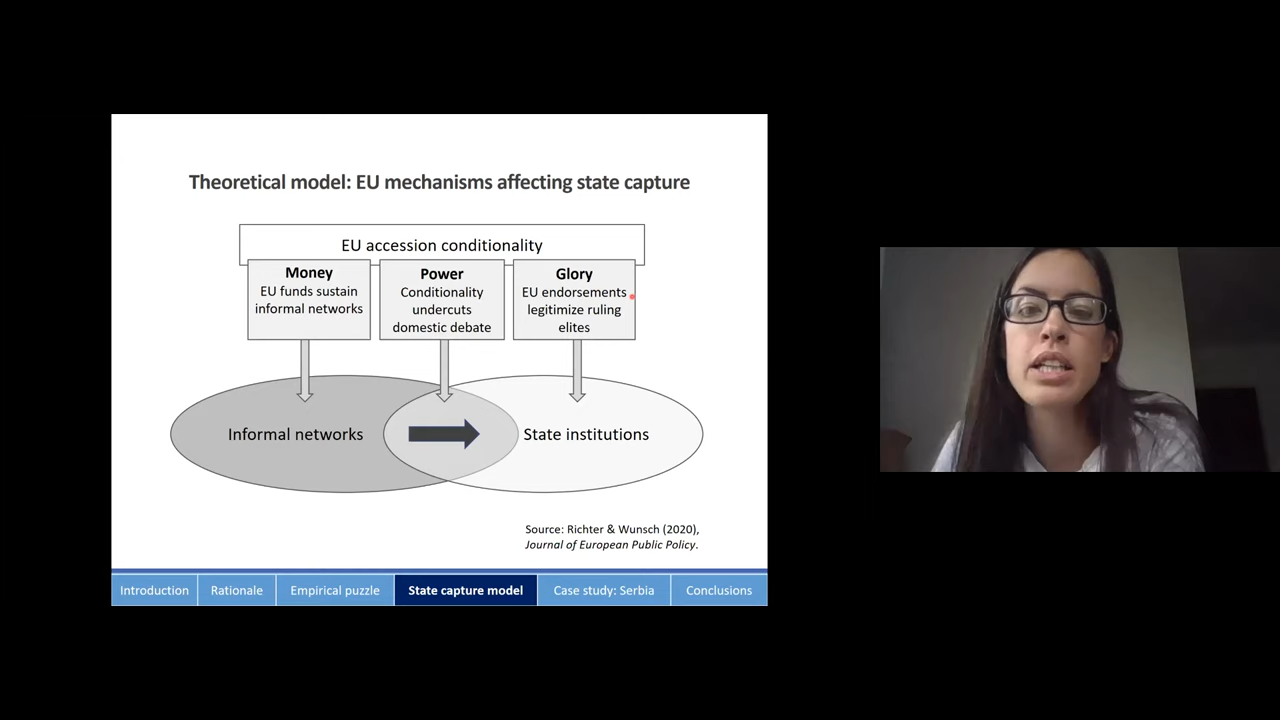 Theoretical model: EU mechanisms affecting state capture
EU accession conditionality
Money
EU funds sustain
informal networks
Power
Conditionality
undercuts
domestic debate
Glory
EU endorsements
legitimize ruling
elites
Informal networks
State institutions
Source: Richter & Wunsch (2020),
Journal of European Public Policy.
Introduction
Rationale
Empirical puzzle
State capture model
Case study: Serbia
Conclusions